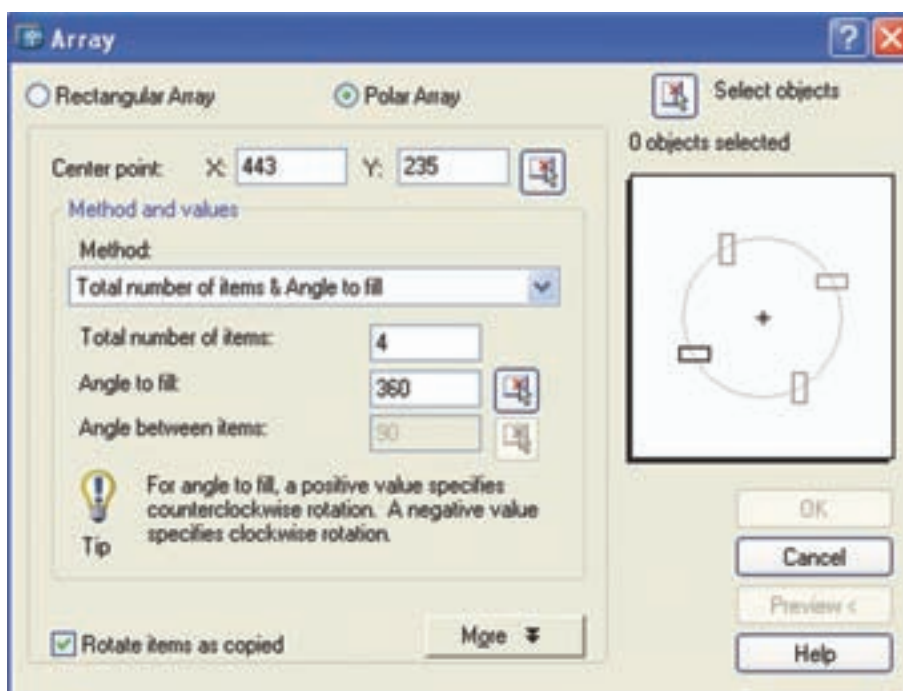 Array
Rectangular Array
Polar Array
Select objects
0 objects selected
Center point: X: 443 Y: 235
Method and values
Method:
Total number of items & Angle to fill
Total number of items: 4
Angle to fill: 360
Angle between items: 90
For angle to fill, a positive value specifies
counterclockwise rotation. A negative value
specifies clockwise rotation.
Tip
Rotate items as copied
More
OK
Cancel
Preview <
Help